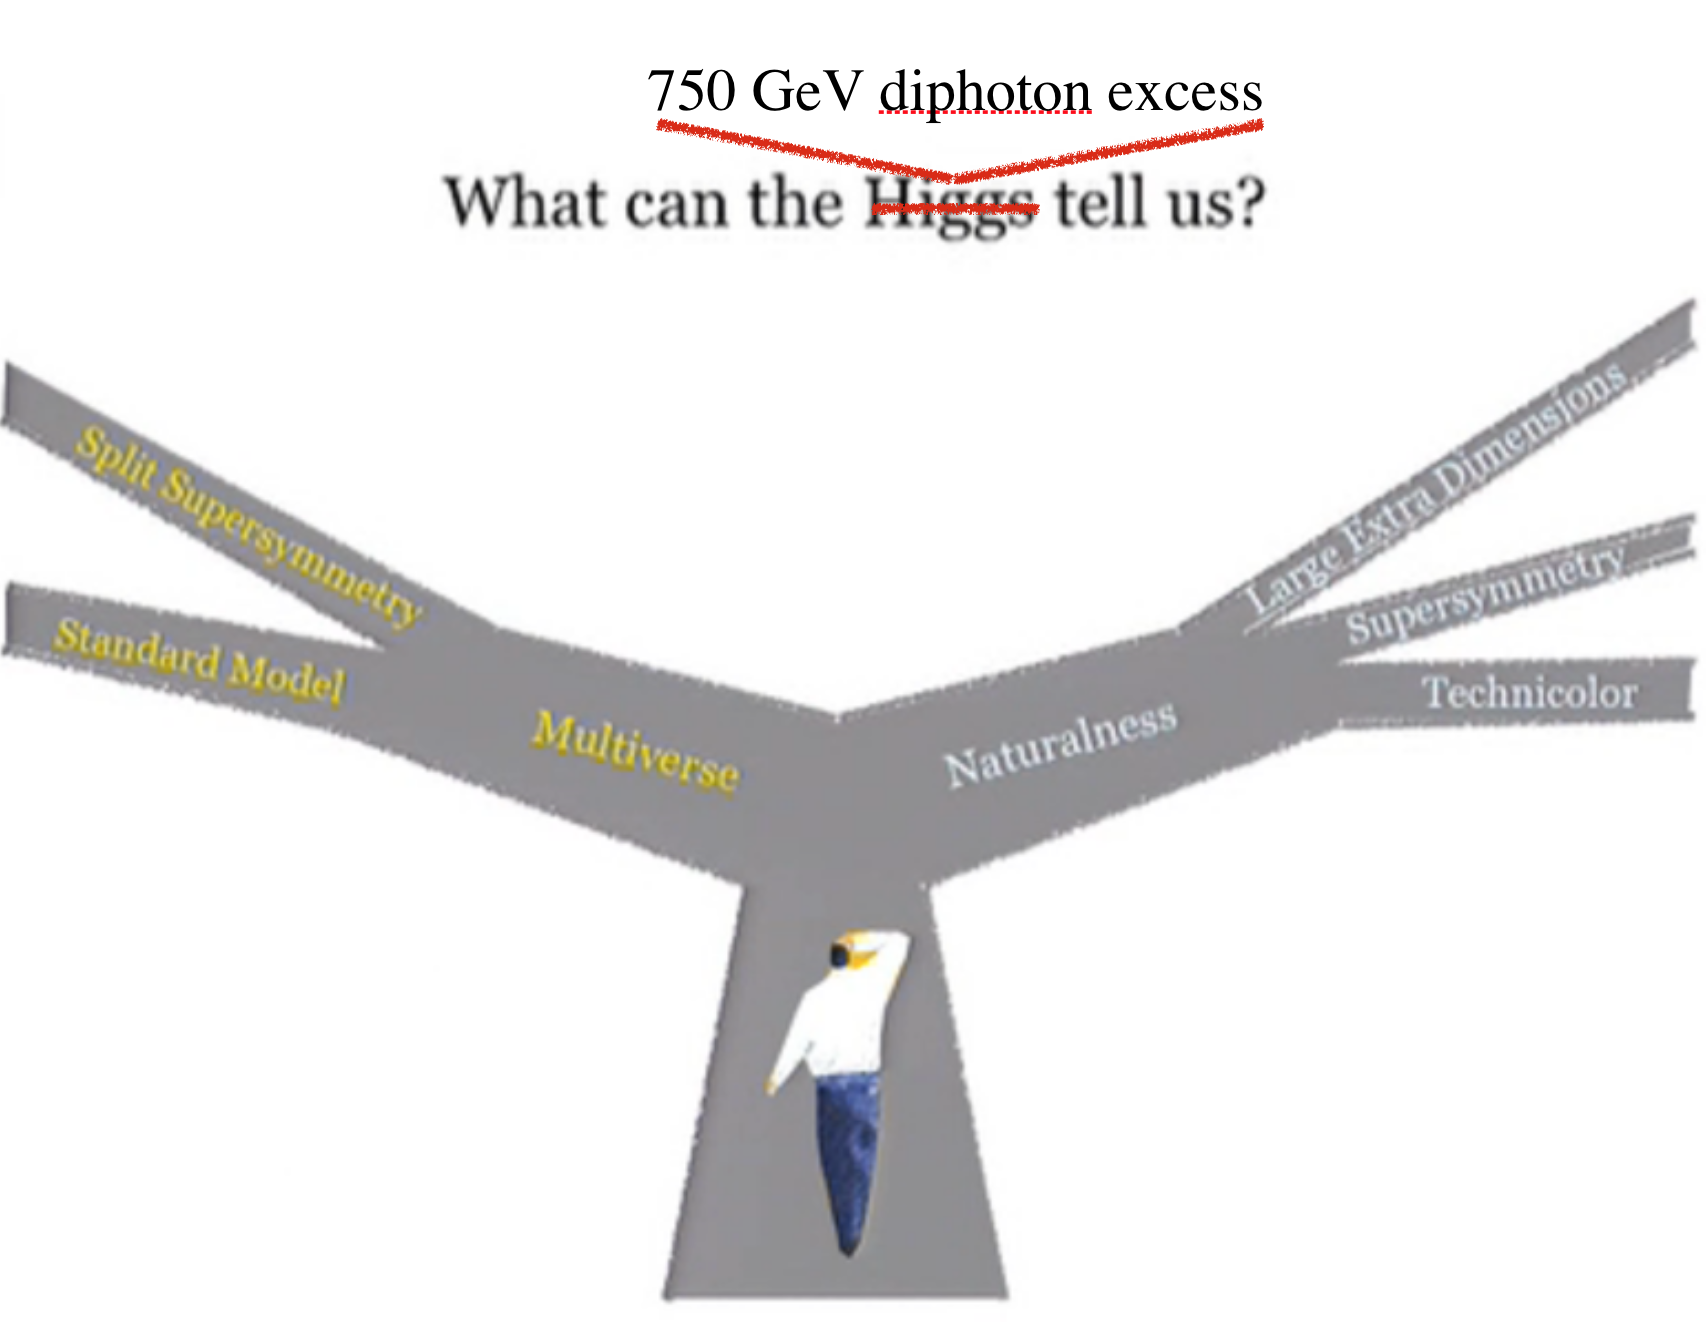 750 GeV diphoton excess
What can the Higgs tell us?
Split Supersymmetry
Standard Model
Multiverse
Naturalness
Large Extra Dimensions
Supersymmetry
Technicolor